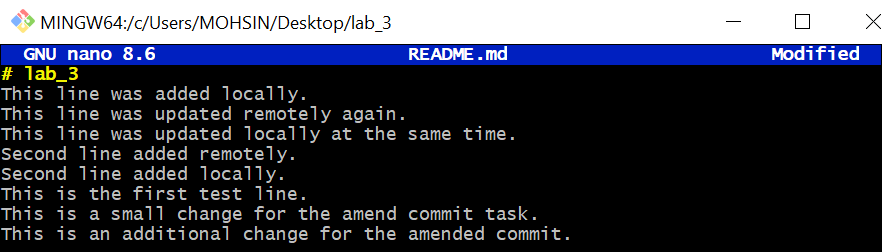 MINGW64:/c/Users/MOHSIN/Desktop/lab_3
GNU nano 8.6 README.md Modified
# lab_3
This line was added locally.
This line was updated remotely again.
This line was updated locally at the same time.
Second line added remotely.
Second line added locally.
This is the first test line.
This is a small change for the amend commit task.
This is an additional change for the amended commit.